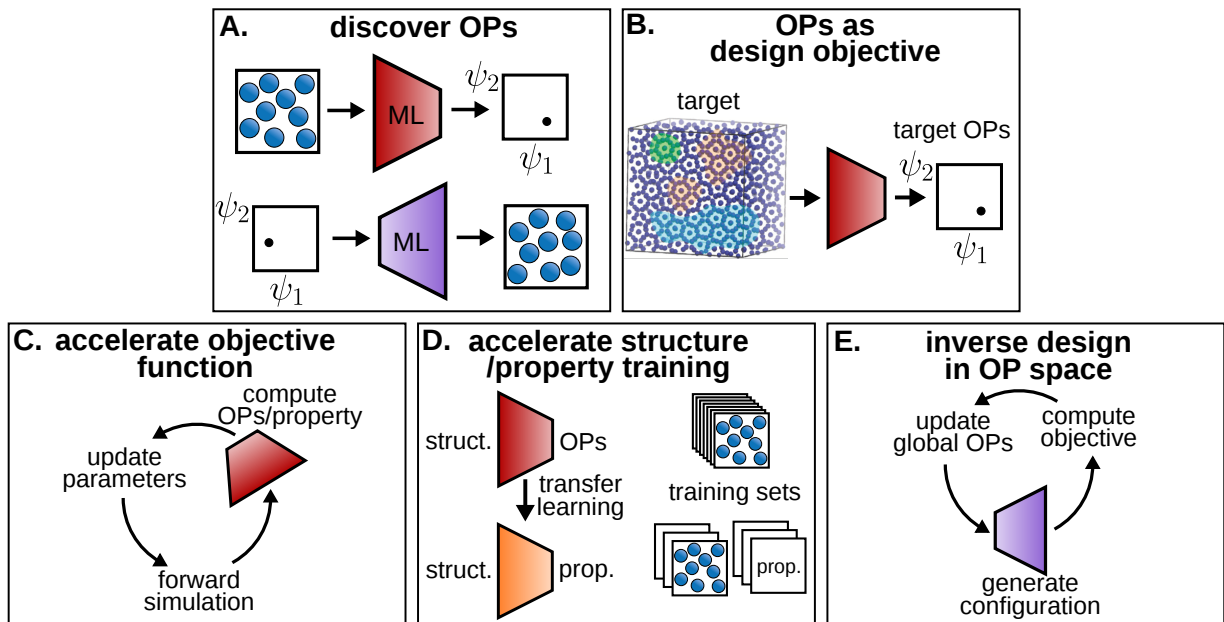 A. discover OPs
ML
ψ₂
ψ₁
ψ₂
ψ₁
ML
B. OPs as
design objective
target
target OPs
ψ₂
ψ₁
C. accelerate objective
function
compute
OPs/property
update
parameters
forward
simulation
D. accelerate structure
/property training
struct.
OPs
transfer
learning
struct.
prop.
training sets
prop.
E. inverse design
in OP space
update
global OPs
compute
objective
generate
configuration